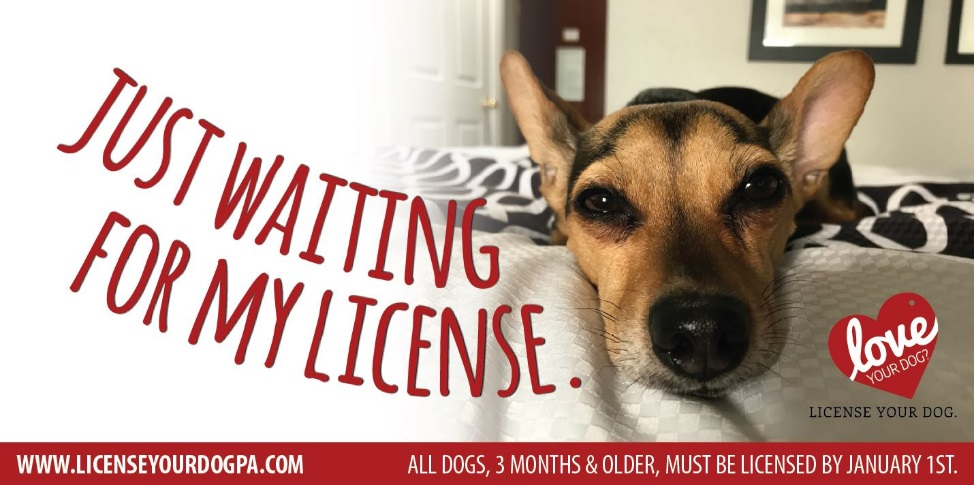 JUST WAITING
FOR MY LICENSE.
love
YOUR DOG?
LICENSE YOUR DOG.
WWW.LICENSEYOURDOGPA.COM
ALL DOGS, 3 MONTHS & OLDER, MUST BE LICENSED BY JANUARY 1ST.